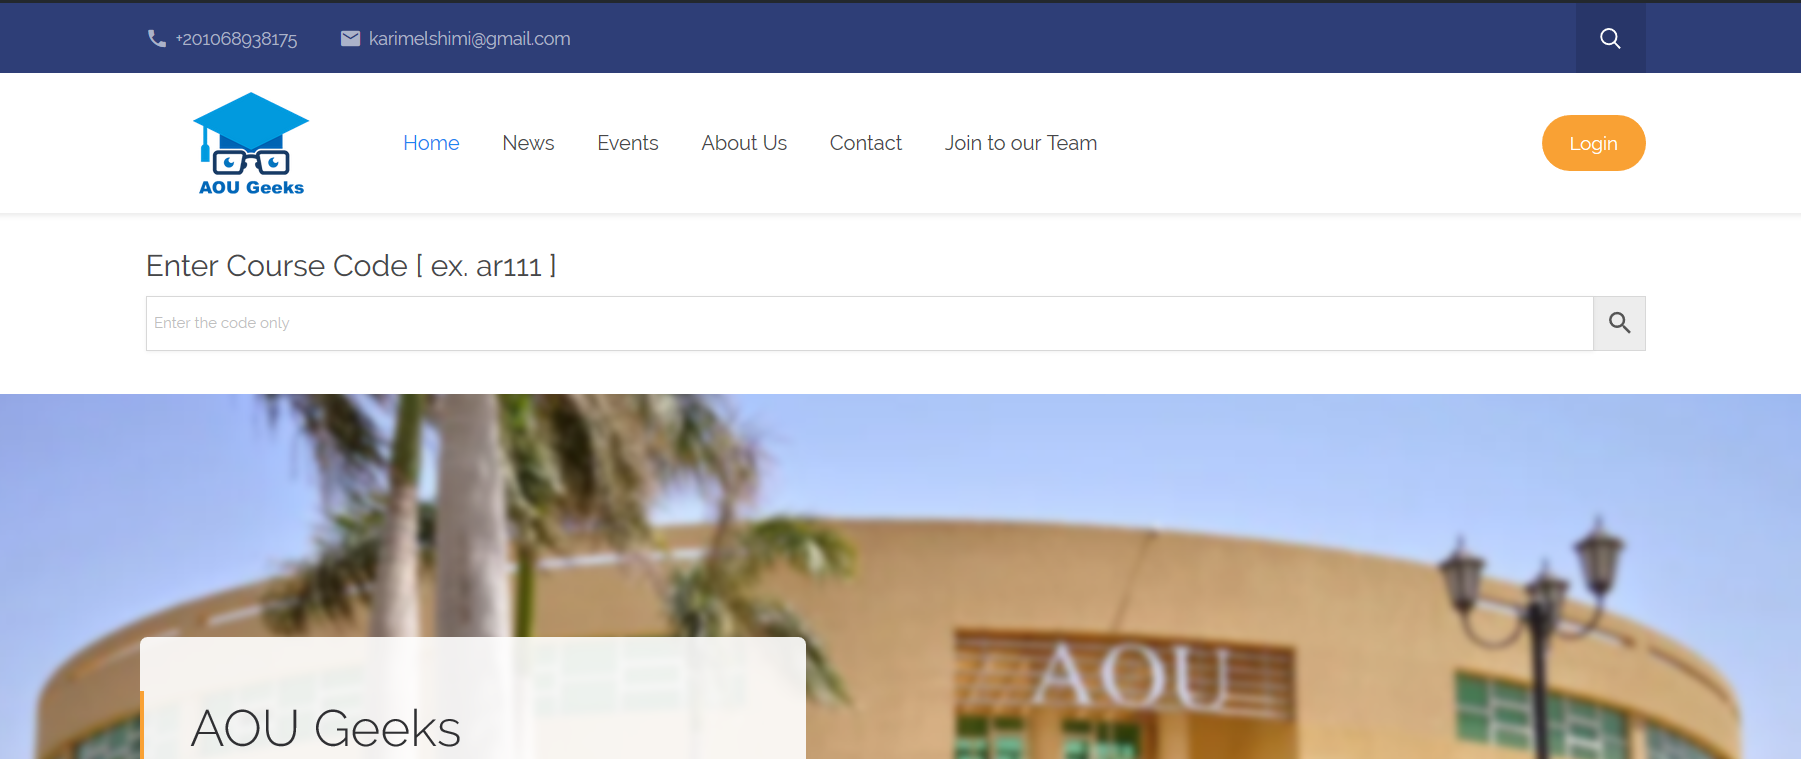 +201068938175 karimelshimi@gmail.com
AOU Geeks
Home News Events About Us Contact Join to our Team
Login
Enter Course Code [ ex. ar111 ]
Enter the code only
AOU
AOU Geeks